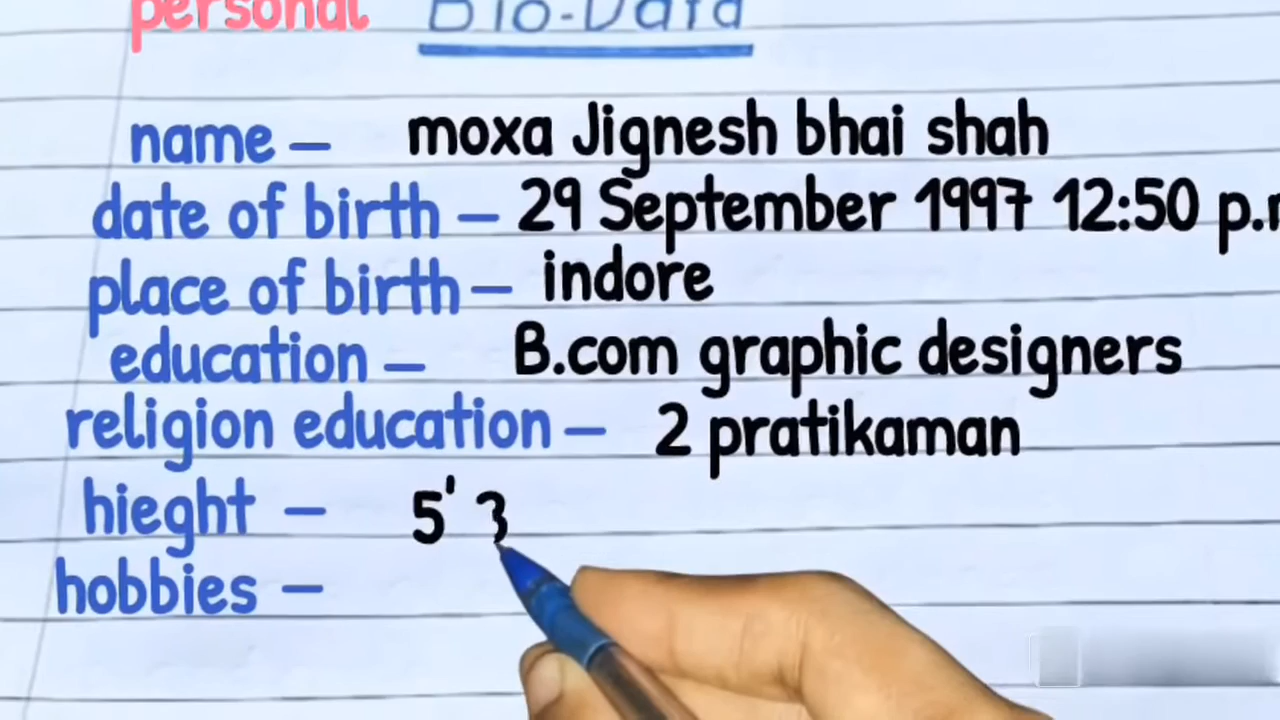 personal Bio-Data
name – moxa Jignesh bhai shah
date of birth – 29 September 1997 12:50 p.m
place of birth – indore
education – B.com graphic designers
religion education – 2 pratikaman
hieght – 5' 3
hobbies –